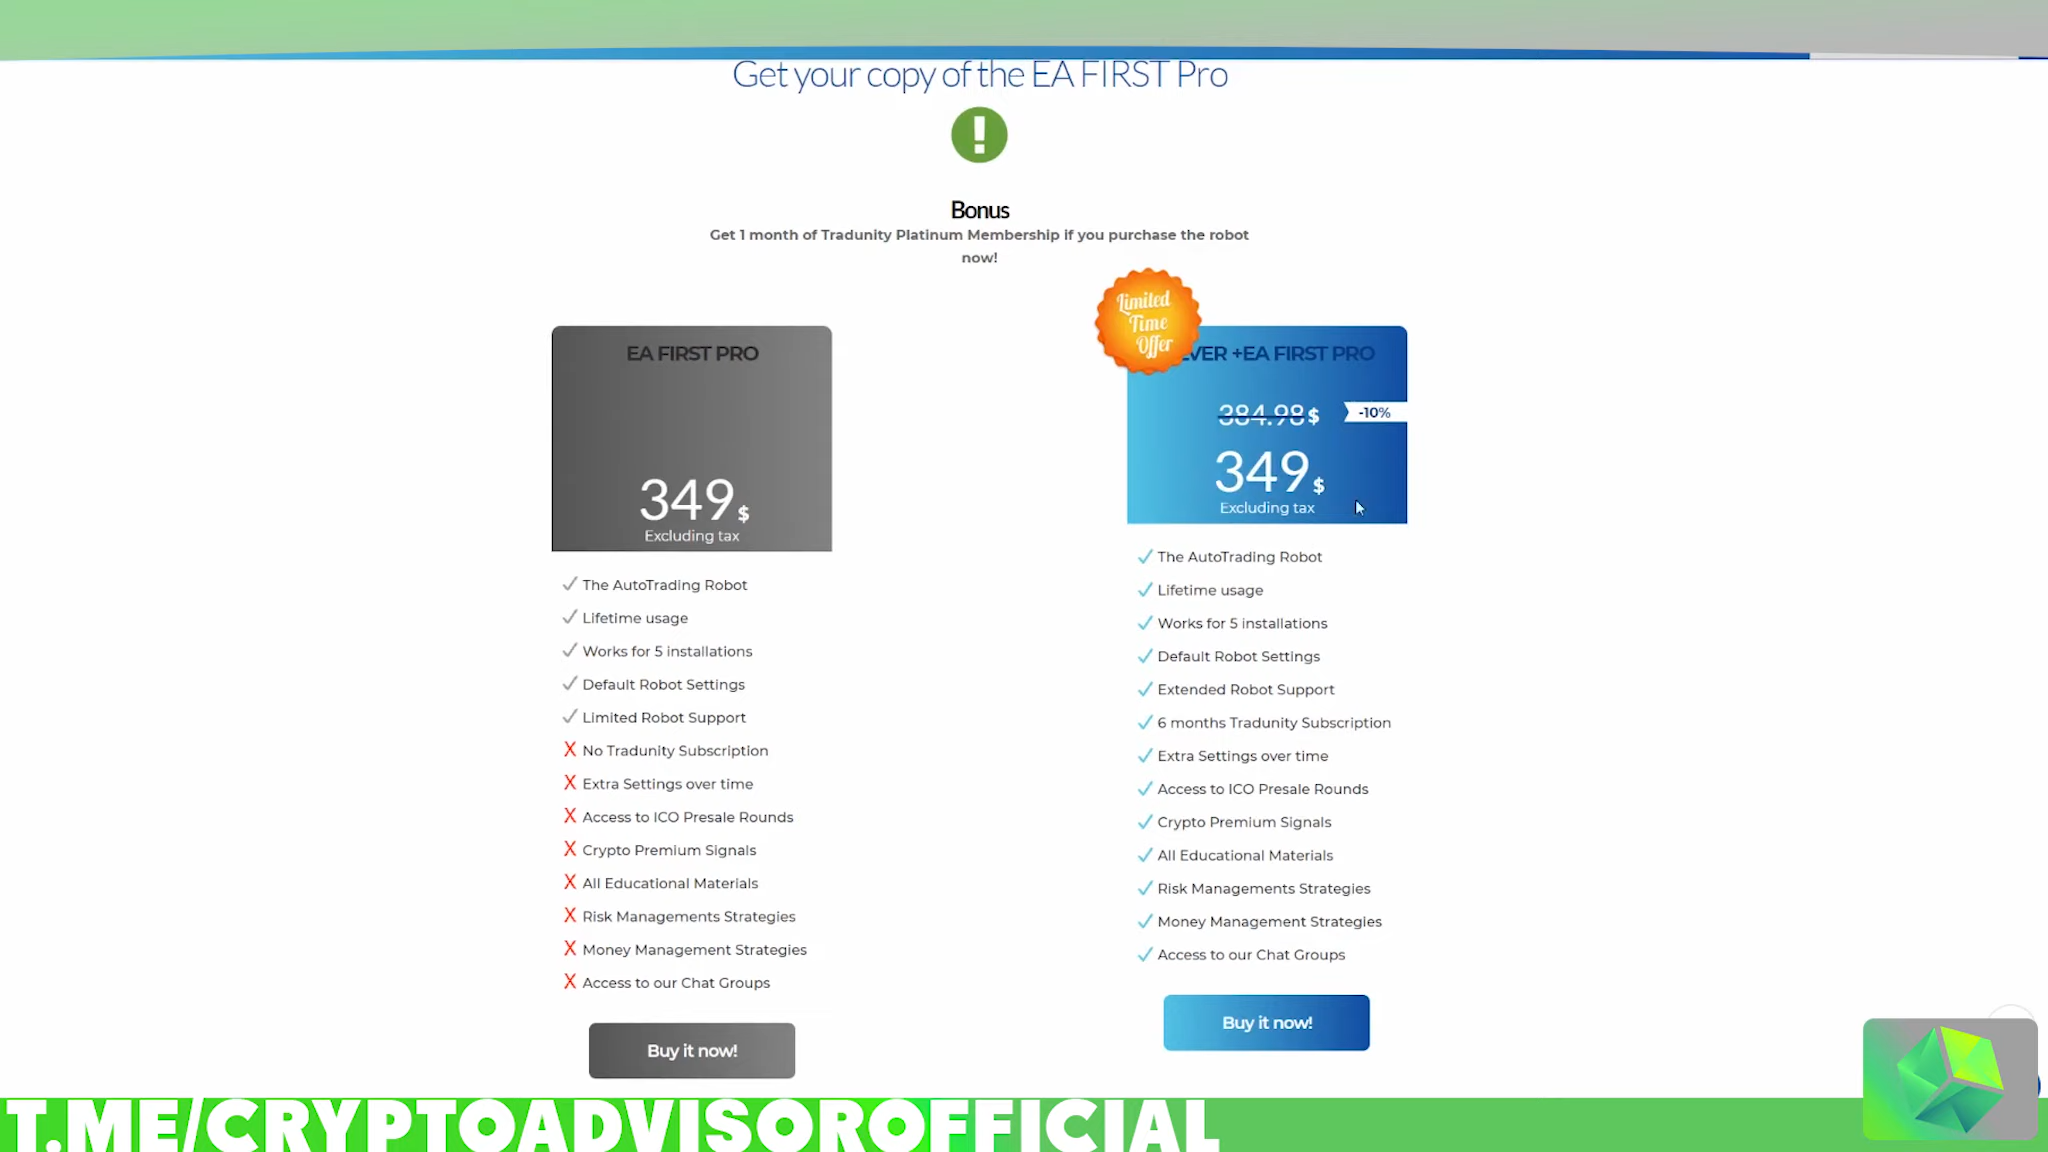 Get your copy of the EA FIRST Pro
!
Bonus
Get 1 month of Tradunity Platinum Membership if you purchase the robot
now!
EA FIRST PRO
349$
Excluding tax
The AutoTrading Robot
Lifetime usage
Works for 5 installations
Default Robot Settings
Limited Robot Support
X No Tradunity Subscription
X Extra Settings over time
X Access to ICO Presale Rounds
X Crypto Premium Signals
X All Educational Materials
X Risk Managements Strategies
X Money Management Strategies
X Access to our Chat Groups
Buy it now!
Limited
Time
Offer
+EA FIRST PRO
384.98$
-10%
349$
Excluding tax
The AutoTrading Robot
Lifetime usage
Works for 5 installations
Default Robot Settings
Extended Robot Support
6 months Tradunity Subscription
Extra Settings over time
Access to ICO Presale Rounds
Crypto Premium Signals
All Educational Materials
Risk Managements Strategies
Money Management Strategies
Access to our Chat Groups
Buy it now!
T.ME/CRYPTOADVISOROFFICIAL